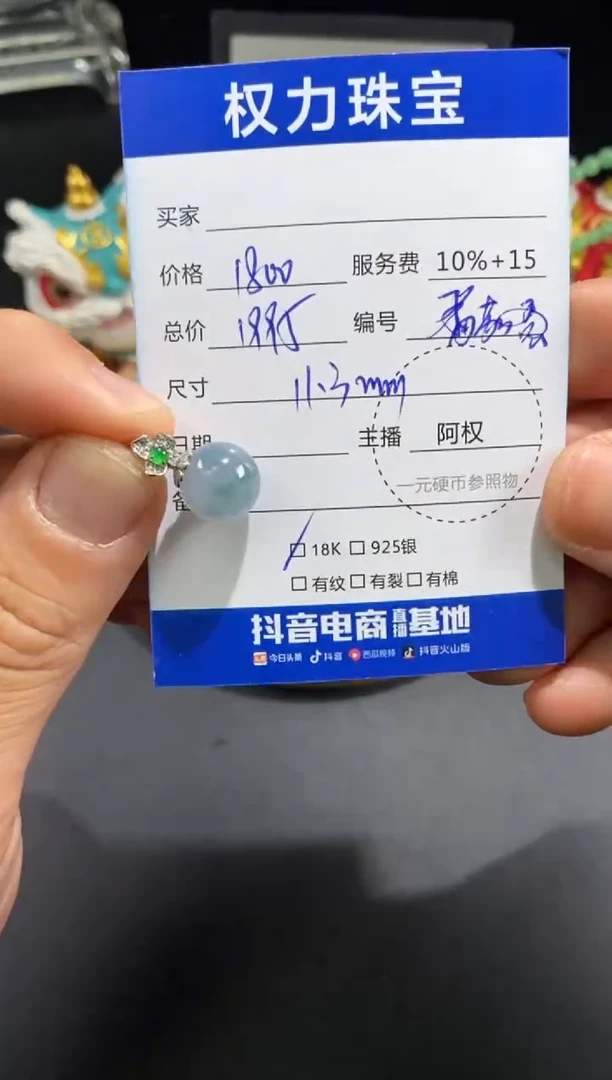 权力珠宝
买家
价格 1800 服务费 10%+15
总价 1995 编号
尺寸 11.3mm
日期 主播 阿权
一元硬币参照物
备
18K 925银
有纹 有裂 有棉
抖音电商直播基地
今日头条 抖音 西瓜视频 抖音火山版